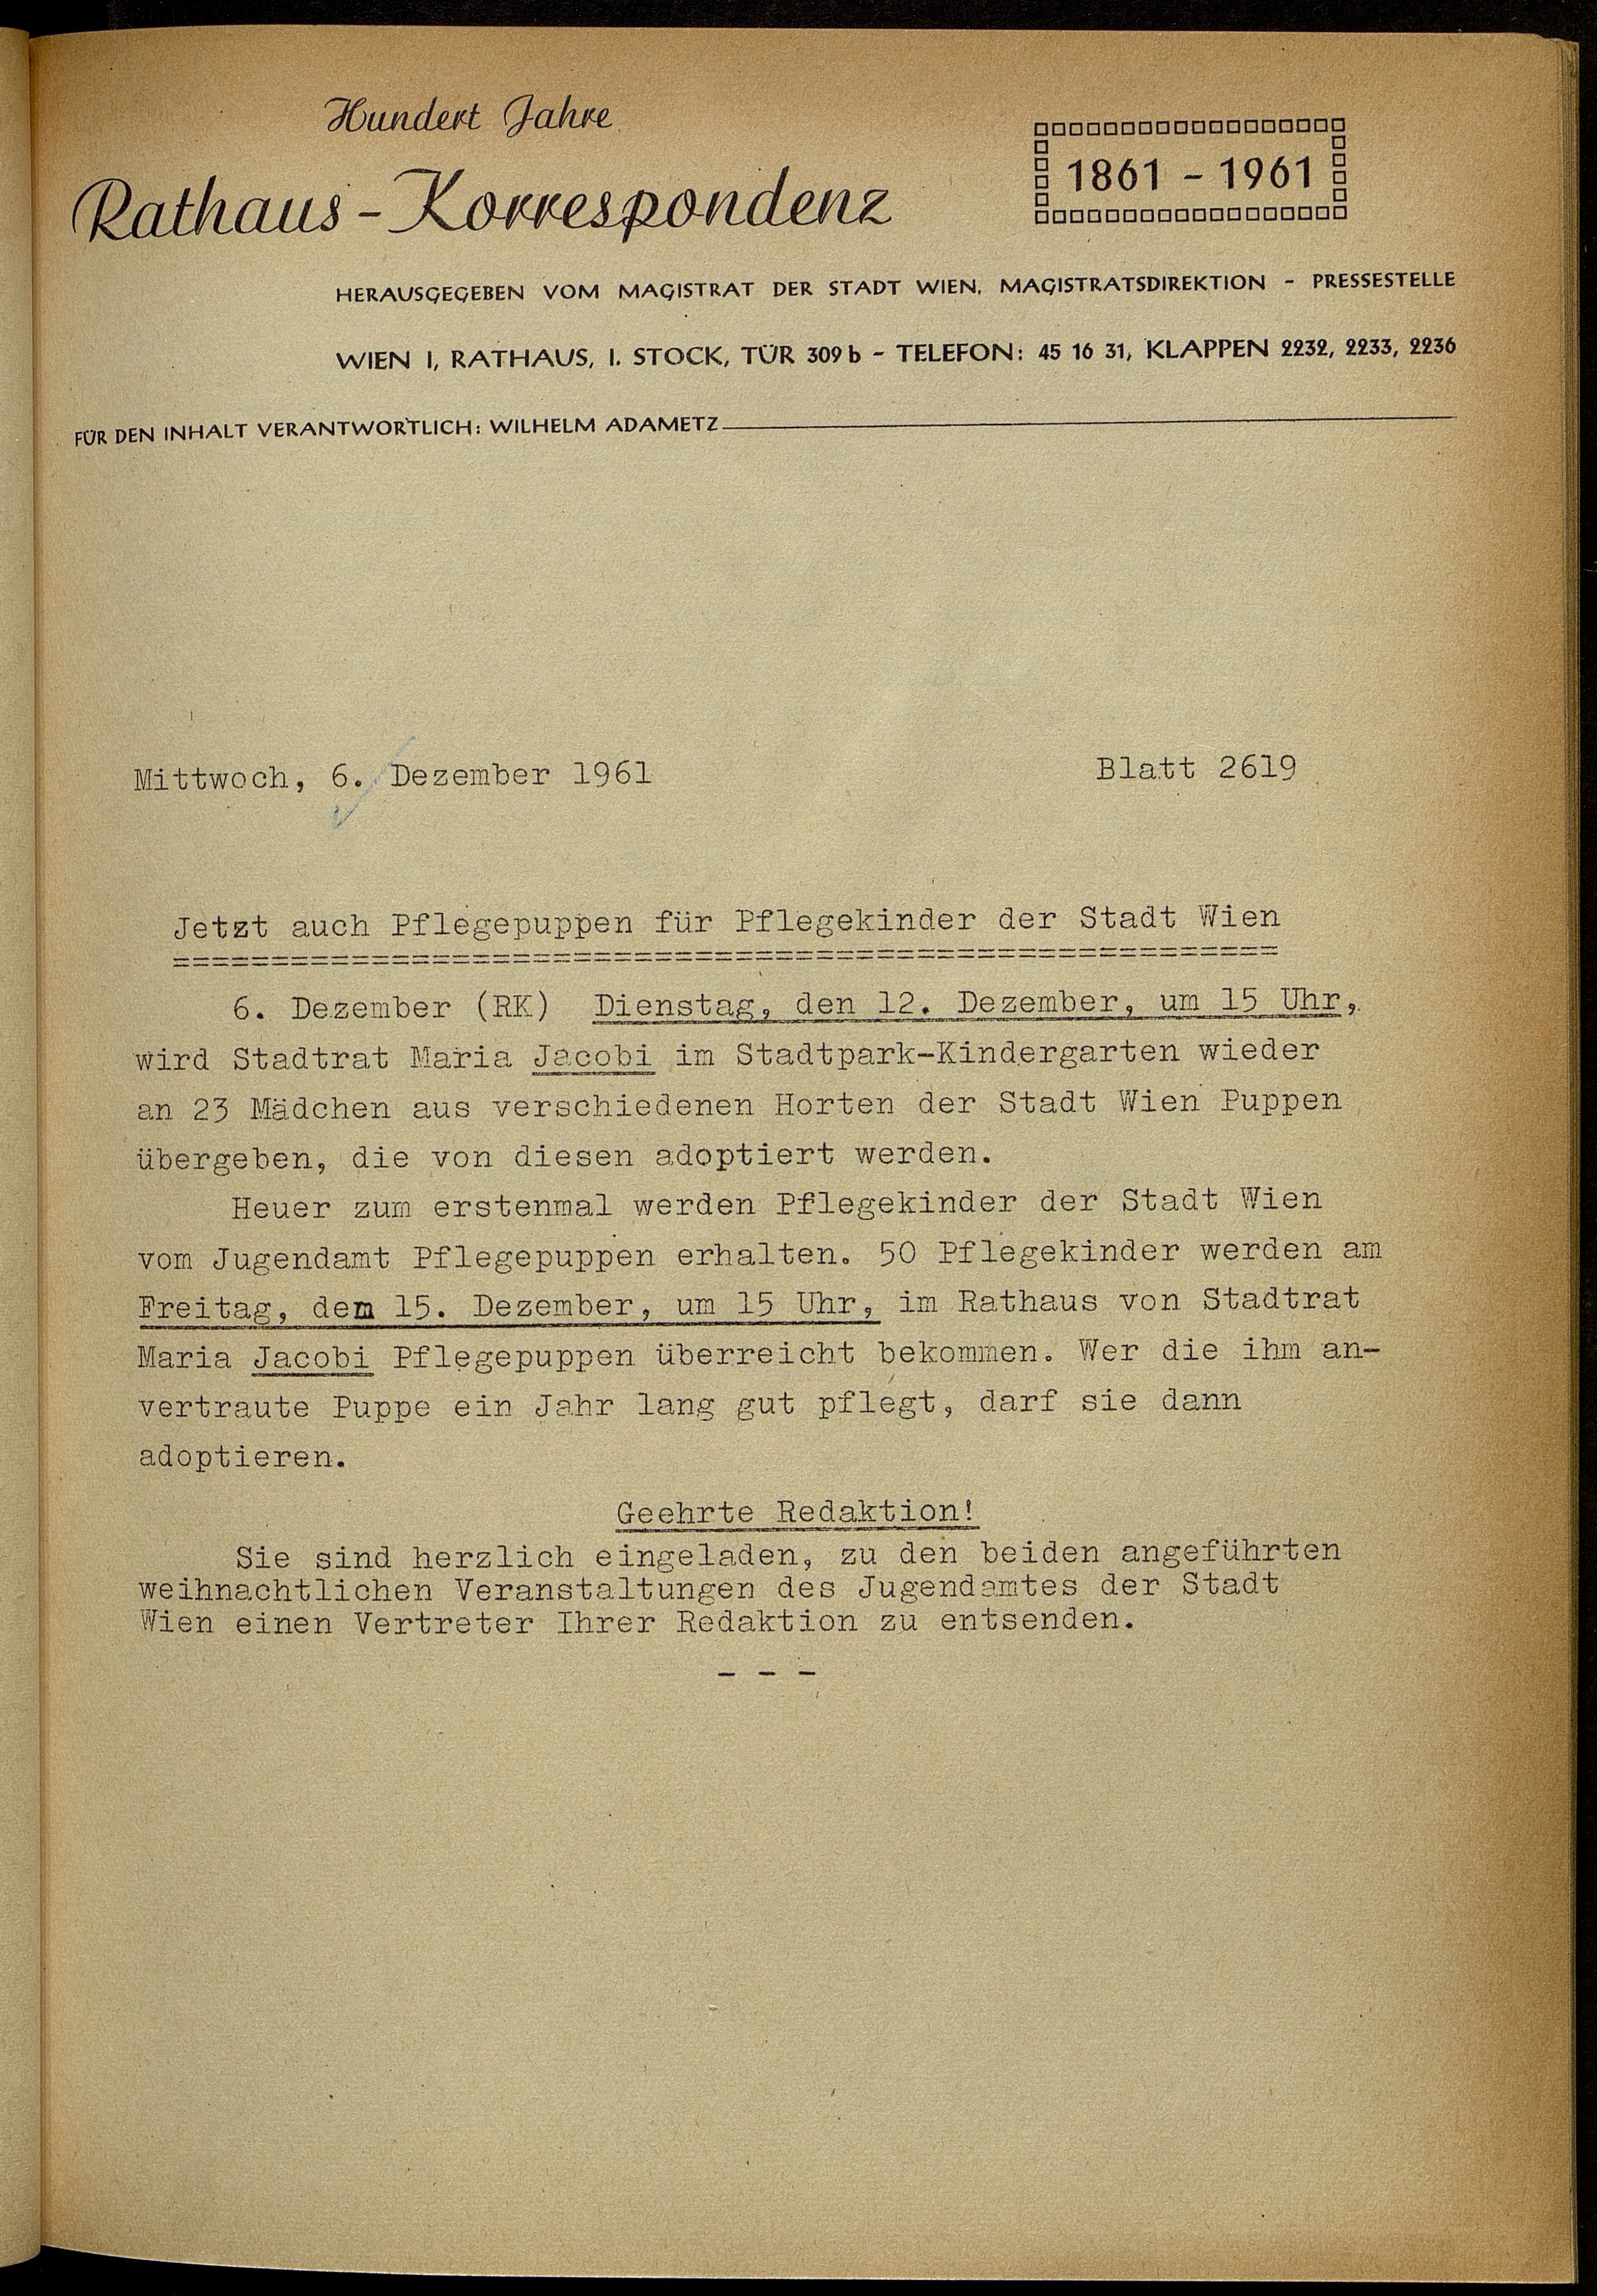 Hundert Jahre
Rathaus-Korrespondenz
1861 - 1961
HERAUSGEGEBEN VOM MAGISTRAT DER STADT WIEN, MAGISTRATSDIREKTION - PRESSESTELLE
WIEN I, RATHAUS, I. STOCK, TÜR 309 b - TELEFON: 45 16 31, KLAPPEN 2232, 2233, 2236
FÜR DEN INHALT VERANTWORTLICH: WILHELM ADAMETZ
Mittwoch, 6. Dezember 1961 Blatt 2619
Jetzt auch Pflegepuppen für Pflegekinder der Stadt Wien
=======================================================
6. Dezember (RK) Dienstag, den 12. Dezember, um 15 Uhr,
wird Stadtrat Maria Jacobi im Stadtpark-Kindergarten wieder
an 23 Mädchen aus verschiedenen Horten der Stadt Wien Puppen
übergeben, die von diesen adoptiert werden.
Heuer zum erstenmal werden Pflegekinder der Stadt Wien
vom Jugendamt Pflegepuppen erhalten. 50 Pflegekinder werden am
Freitag, dem 15. Dezember, um 15 Uhr, im Rathaus von Stadtrat
Maria Jacobi Pflegepuppen überreicht bekommen. Wer die ihm an-
vertraute Puppe ein Jahr lang gut pflegt, darf sie dann
adoptieren.
Geehrte Redaktion!
Sie sind herzlich eingeladen, zu den beiden angeführten
weihnachtlichen Veranstaltungen des Jugendamtes der Stadt
Wien einen Vertreter Ihrer Redaktion zu entsenden.
- - -